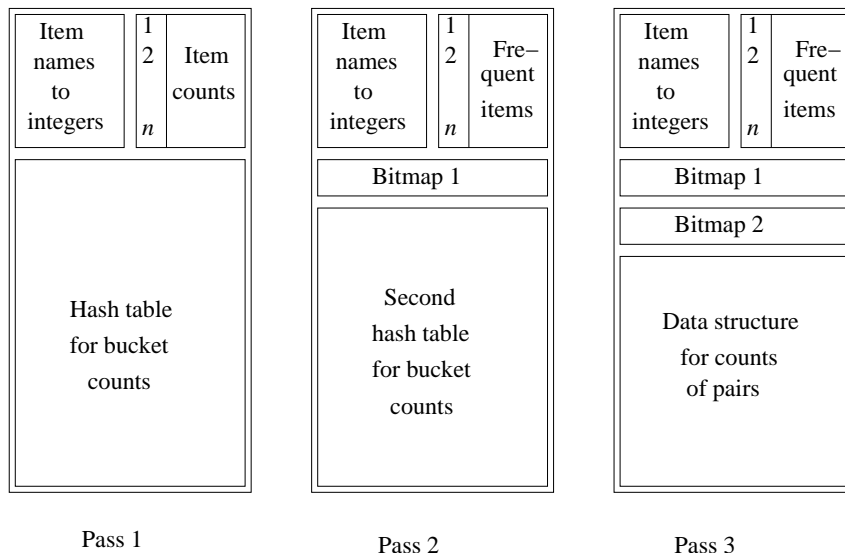 Item
names
to
integers
1
2
n
Item
counts
Hash table
for bucket
counts
Pass 1
Item
names
to
integers
1
2
n
Fre–
quent
items
Bitmap 1
Second
hash table
for bucket
counts
Pass 2
Item
names
to
integers
1
2
n
Fre–
quent
items
Bitmap 1
Bitmap 2
Data structure
for counts
of pairs
Pass 3